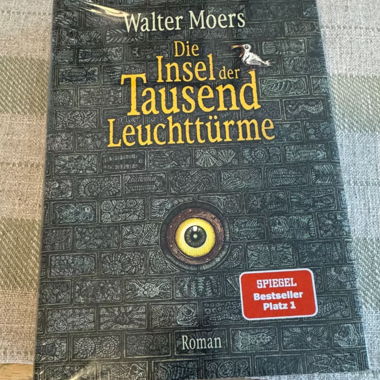 Walter Moers
Die
Insel der
Tausend
Leuchttürme
SPIEGEL
Bestseller
Platz 1
Roman